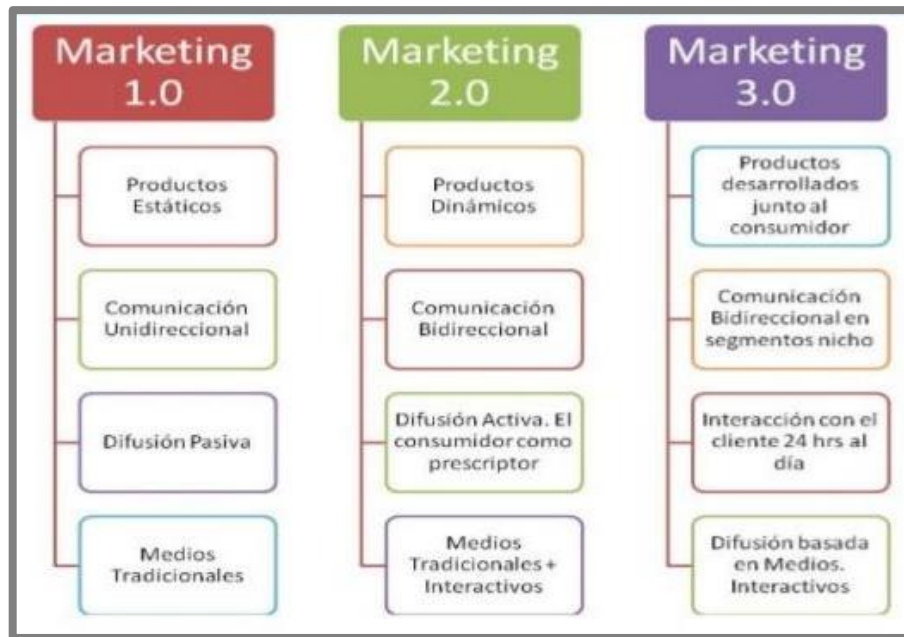 Marketing
1.0
Productos
Estáticos
Comunicación
Unidireccional
Difusión Pasiva
Medios
Tradicionales
Marketing
2.0
Productos
Dinámicos
Comunicación
Bidireccional
Difusión Activa. El
consumidor como
prescriptor
Medios
Tradicionales +
Interactivos
Marketing
3.0
Productos
desarrollados
junto al
consumidor
Comunicación
Bidireccional en
segmentos nicho
Interacción con el
cliente 24 hrs al
día
Difusión basada
en Medios.
Interactivos